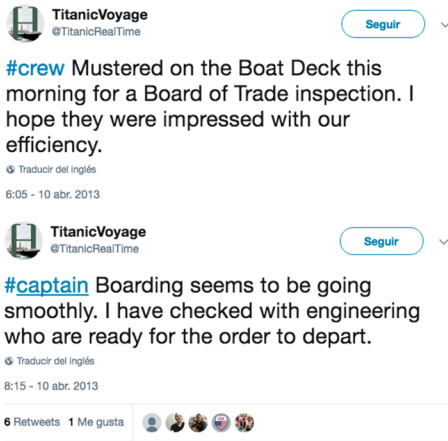 TitanicVoyage
@TitanicRealTime
Seguir
#crew Mustered on the Boat Deck this
morning for a Board of Trade inspection. I
hope they were impressed with our
efficiency.
Traducir del inglés
6:05 - 10 abr. 2013
TitanicVoyage
@TitanicRealTime
Seguir
#captain Boarding seems to be going
smoothly. I have checked with engineering
who are ready for the order to depart.
Traducir del inglés
8:15 - 10 abr. 2013
6 Retweets 1 Me gusta